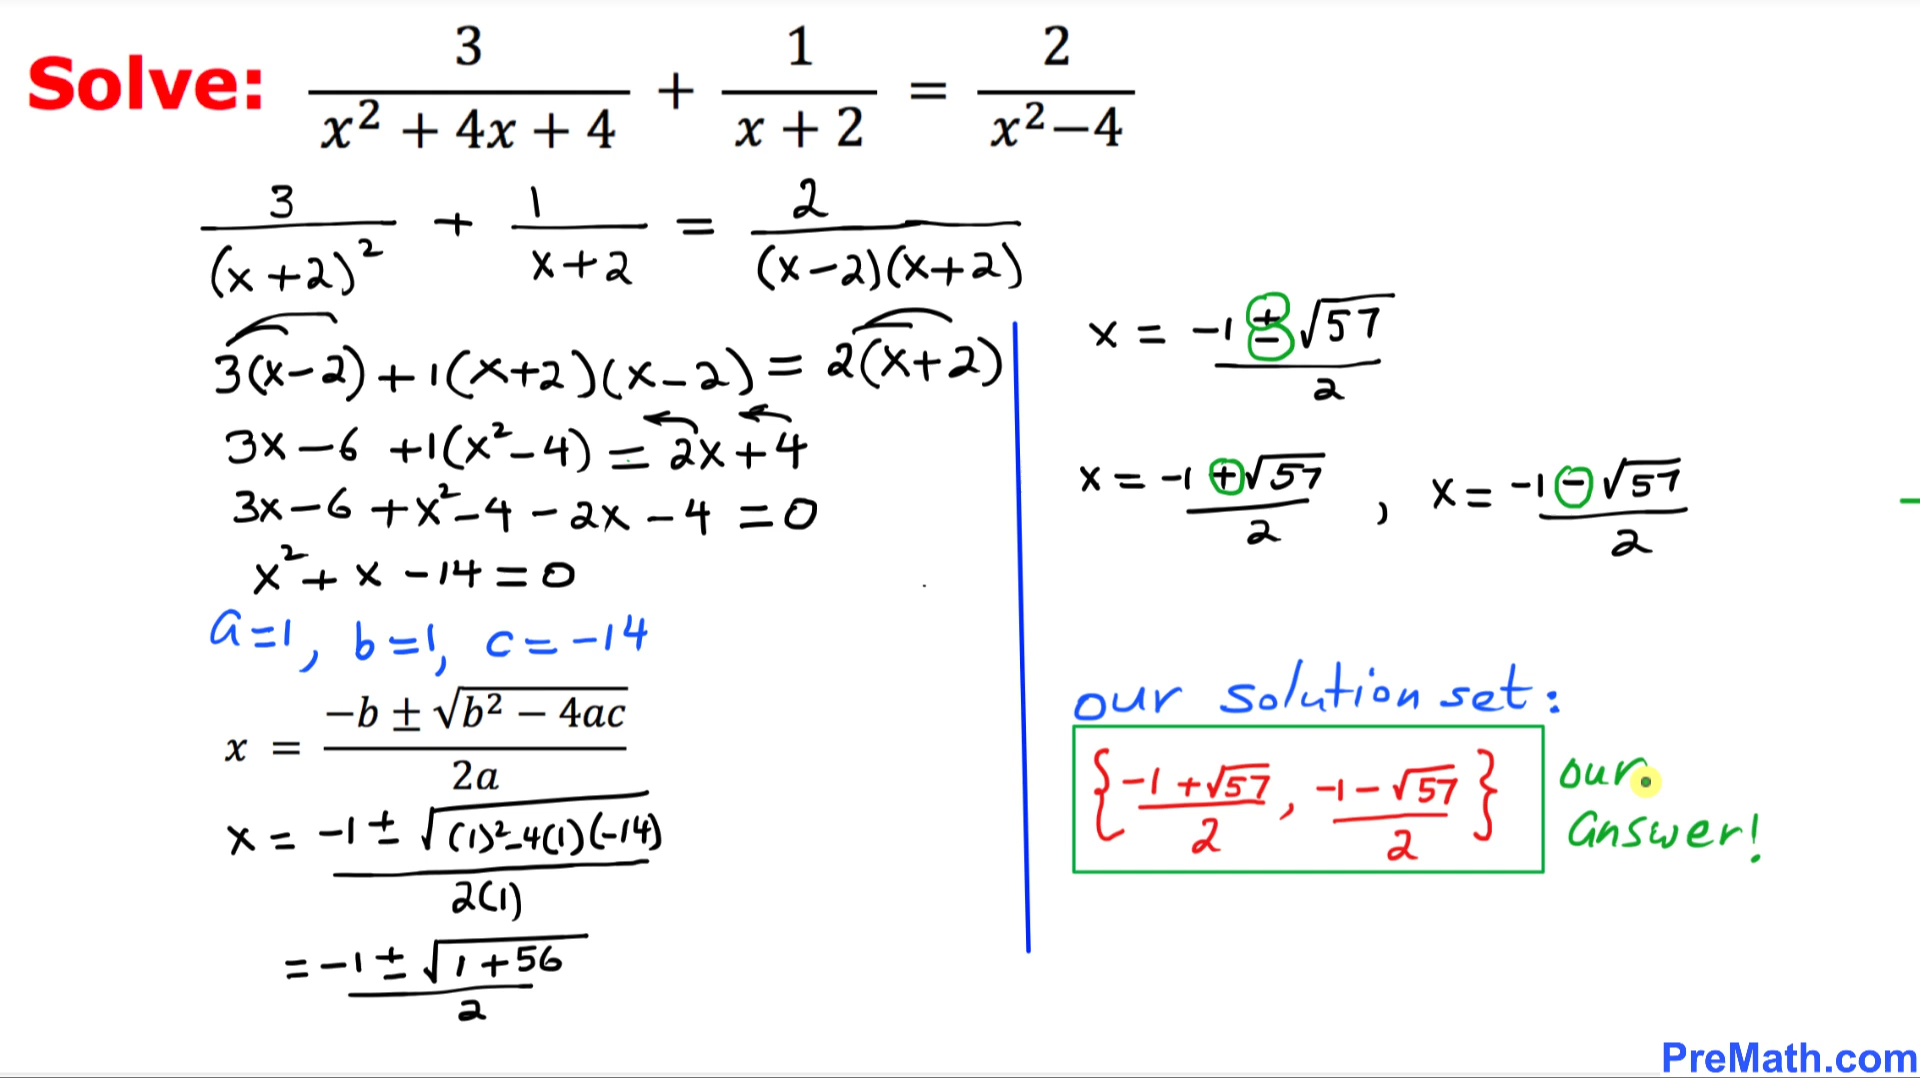 Solve: 3/(x² + 4x + 4) + 1/(x + 2) = 2/(x²−4)
3/(x+2)² + 1/(x+2) = 2/((x−2)(x+2))
3(x−2) + 1(x+2)(x−2) = 2(x+2)
3x − 6 + 1(x² − 4) = 2x + 4
3x − 6 + x² − 4 − 2x − 4 = 0
x² + x − 14 = 0
a=1, b=1, c=−14
x = (−b ± √(b² − 4ac))/(2a)
x = (−1 ± √((1)²−4(1)(−14)))/(2(1))
= (−1 ± √(1+56))/2
x = (−1 ± √57)/2
x = (−1 + √57)/2 , x = (−1 − √57)/2
our solution set:
{(−1 + √57)/2, (−1 − √57)/2}
our
answer!
PreMath.com